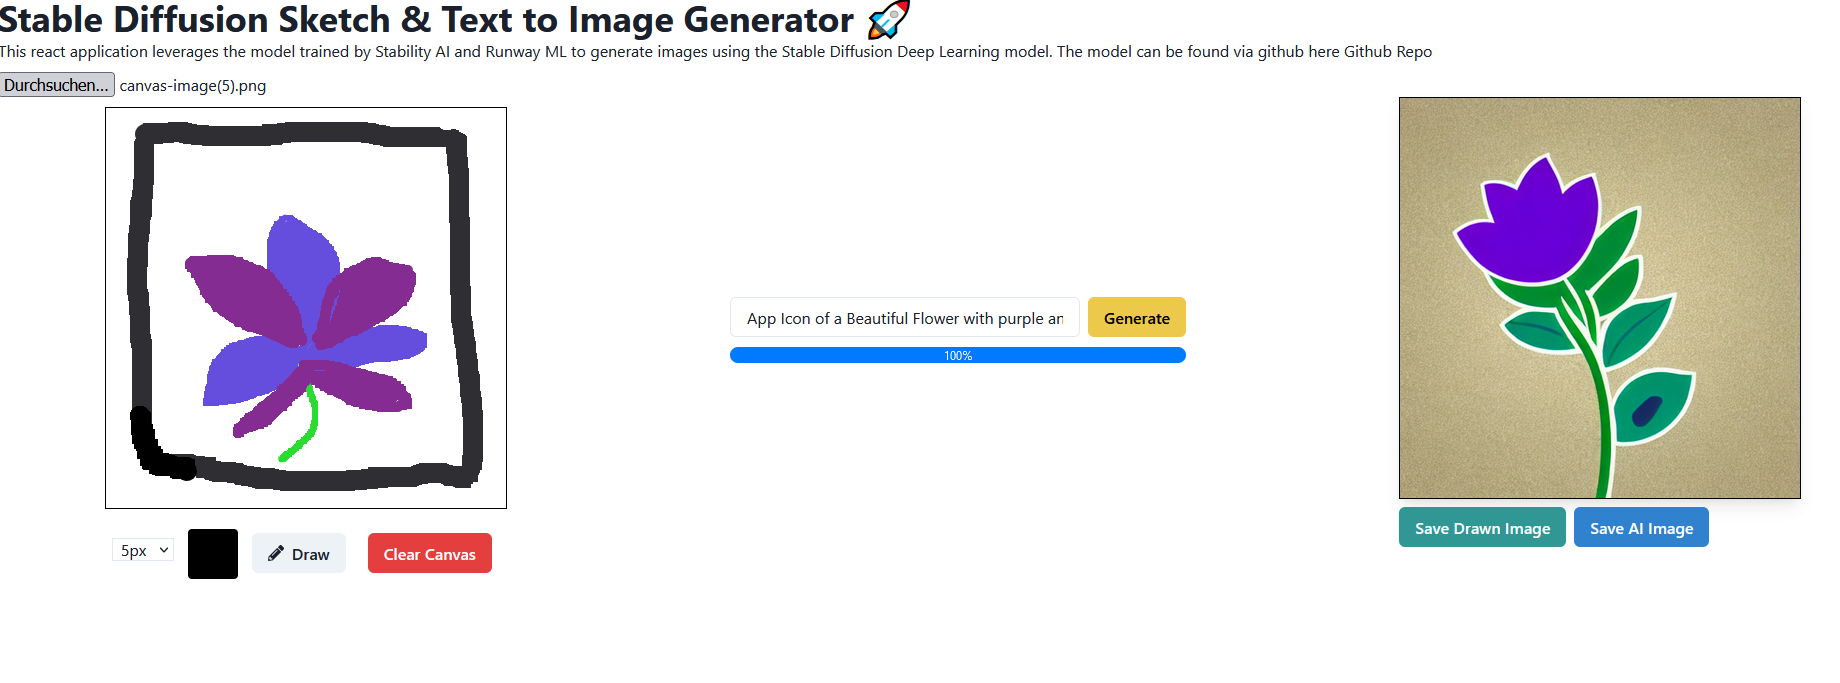 Stable Diffusion Sketch & Text to Image Generator 🚀
This react application leverages the model trained by Stability AI and Runway ML to generate images using the Stable Diffusion Deep Learning model. The model can be found via github here Github Repo
Durchsuchen... canvas-image(5).png
App Icon of a Beautiful Flower with purple an
Generate
100%
5px
Draw
Clear Canvas
Save Drawn Image
Save AI Image